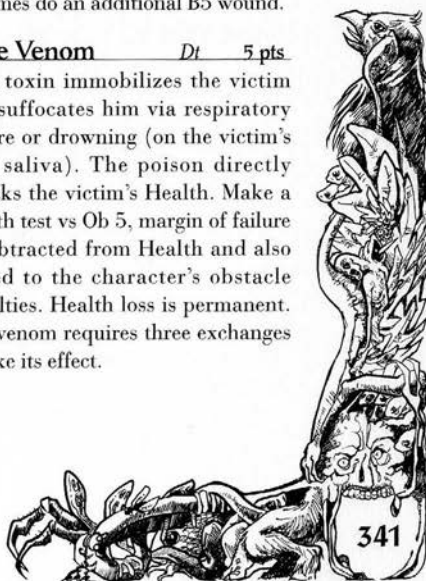 mes do an additional B5 wound.
e Venom Dt 5 pts
toxin immobilizes the victim
suffocates him via respiratory
re or drowning (on the victim's
saliva). The poison directly
ks the victim's Health. Make a
th test vs Ob 5, margin of failure
btracted from Health and also
ed to the character's obstacle
lties. Health loss is permanent.
venom requires three exchanges
ke its effect.
341